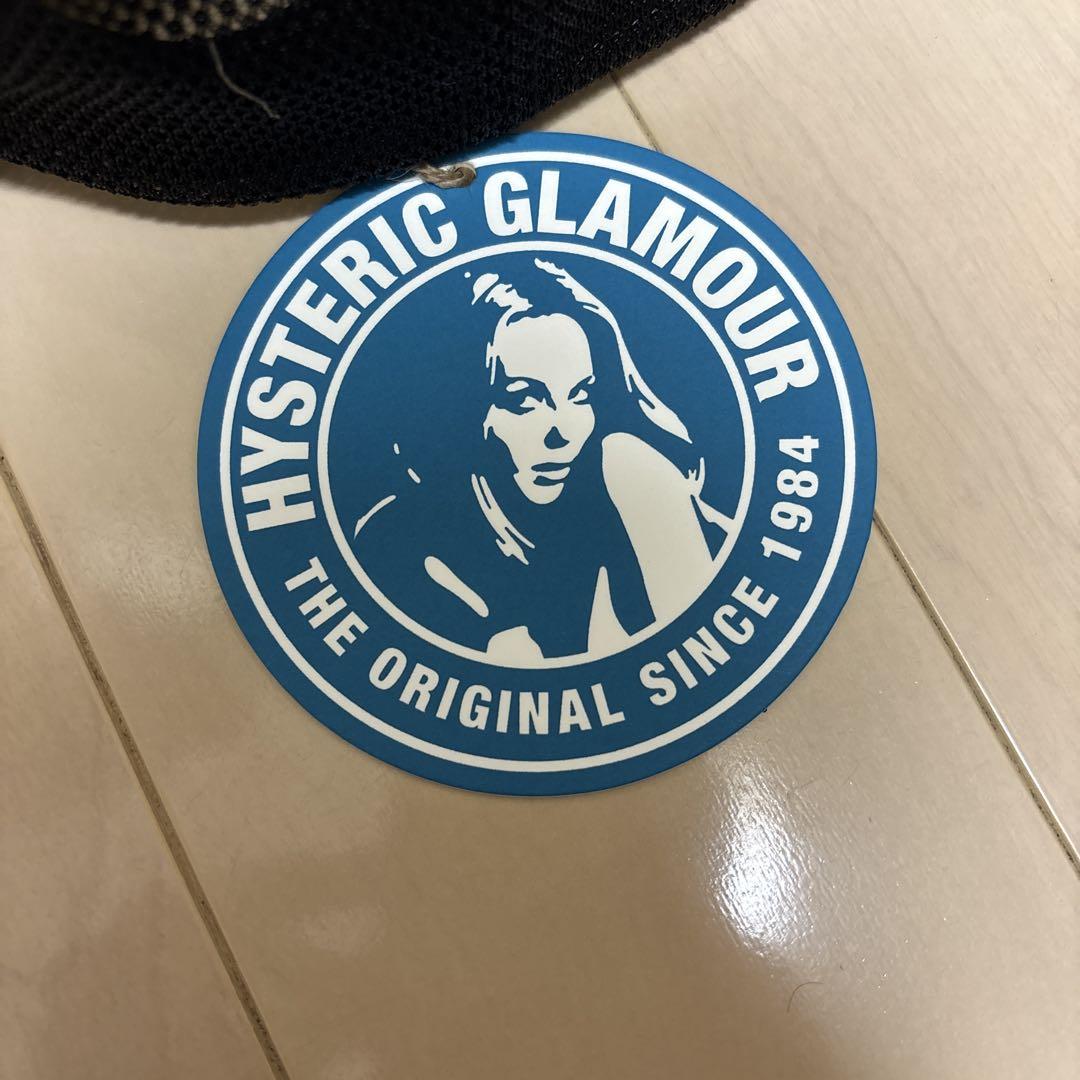 HYSTERIC GLAMOUR
THE ORIGINAL SINCE 1984